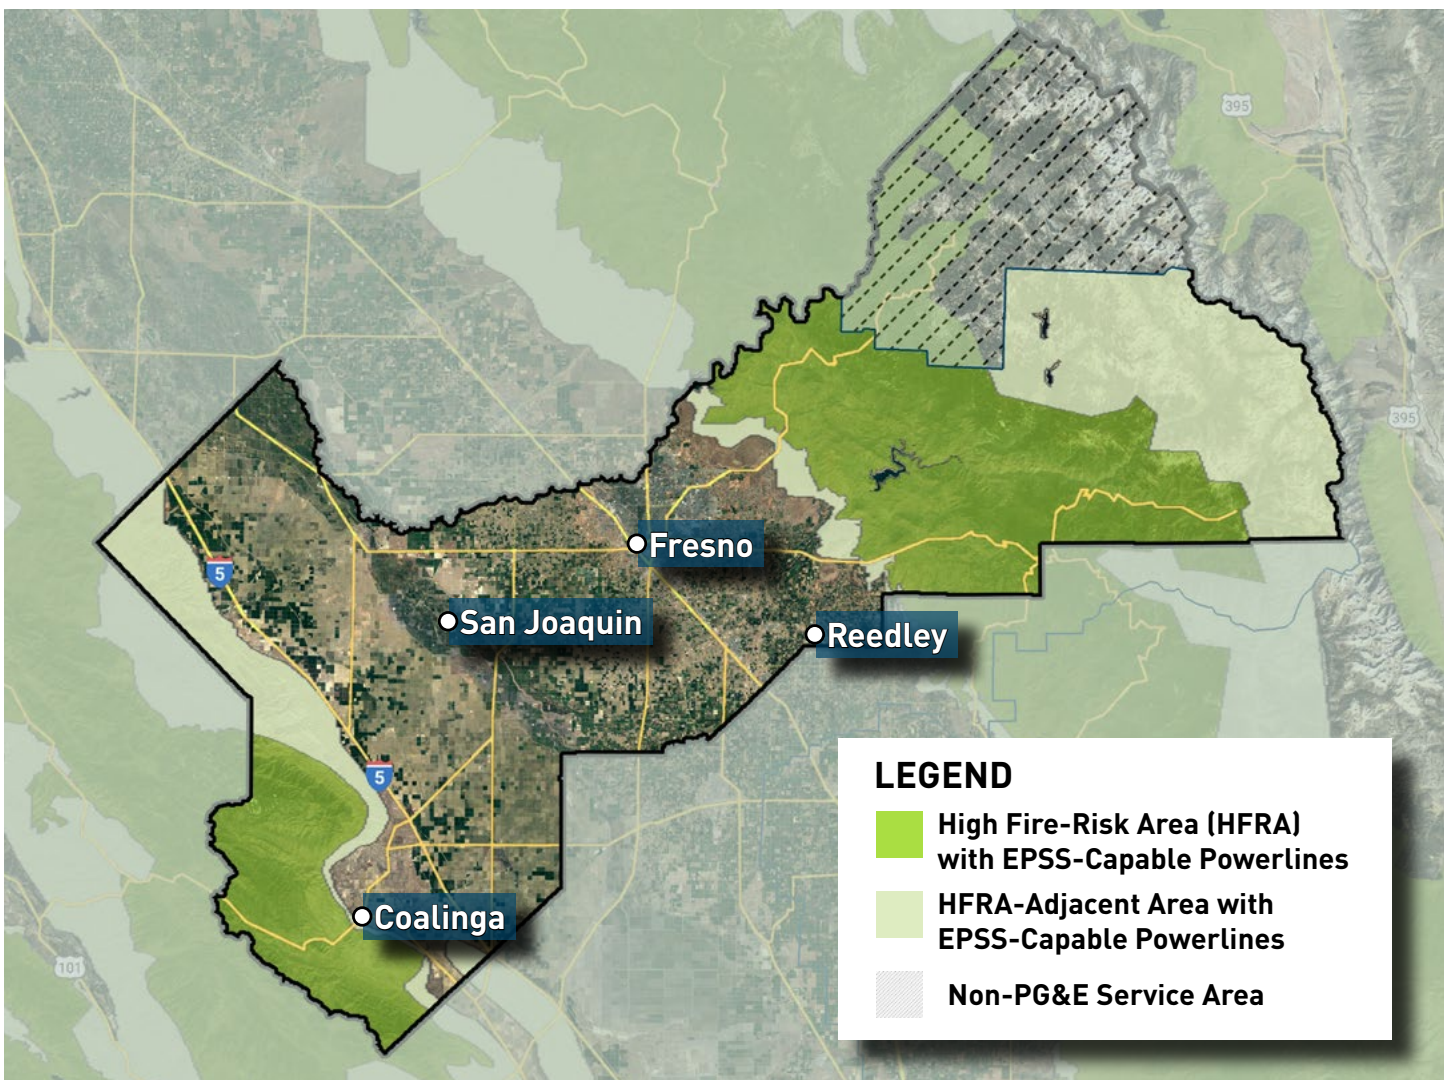 395
395
5
Fresno
San Joaquin
Reedley
5
Coalinga
101
LEGEND
High Fire-Risk Area (HFRA)
with EPSS-Capable Powerlines
HFRA-Adjacent Area with
EPSS-Capable Powerlines
Non-PG&E Service Area